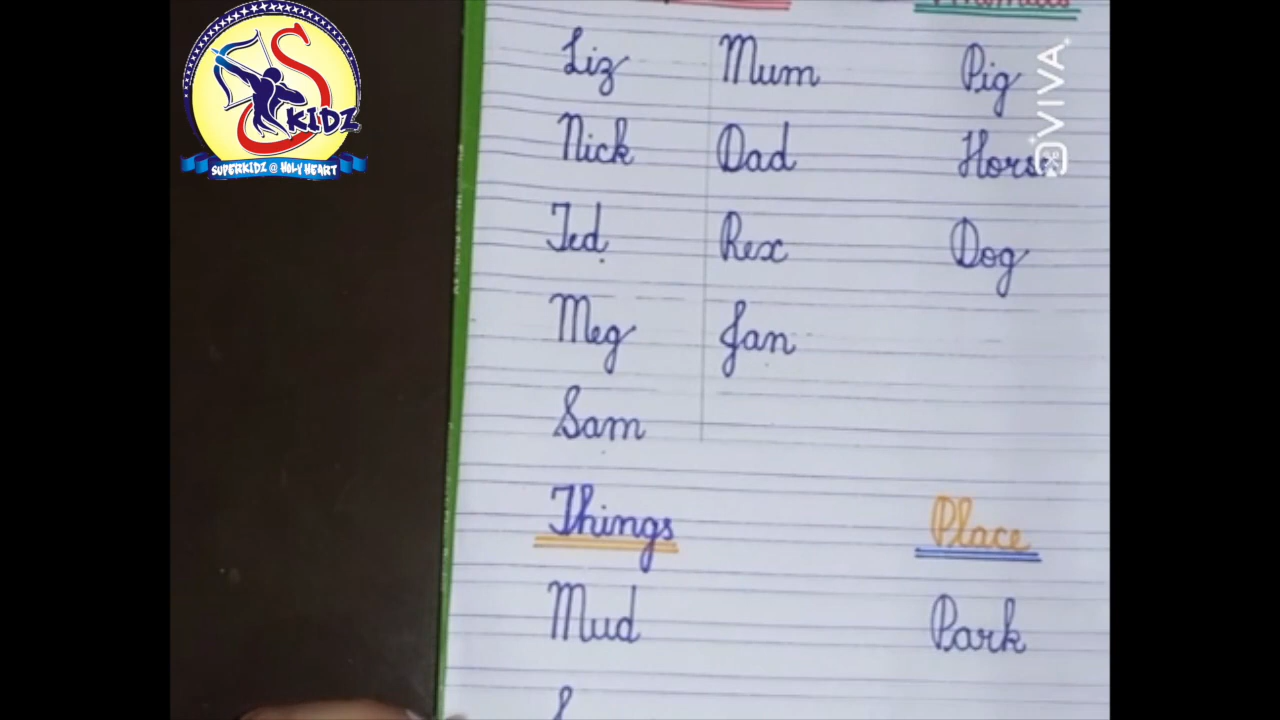 S
KIDZ
SUPERKIDZ @ HOLY HEART
VIVA
Animals
Liz Mum Pig
Nick Dad Horse
Ted Rex Dog
Meg Jan
Sam
Things Place
Mud Park